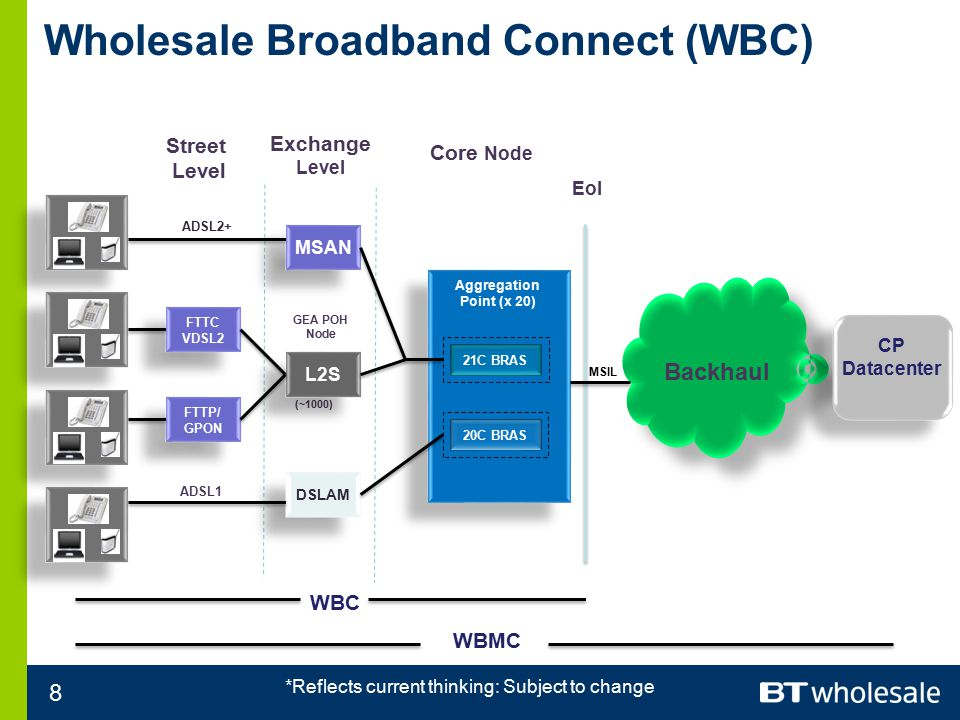 Wholesale Broadband Connect (WBC)
Street
Level
Exchange
Level
Core Node
EoI
ADSL2+
MSAN
Aggregation
Point (x 20)
FTTC
VDSL2
GEA POH
Node
21C BRAS
L2S
(~1000)
MSIL
Backhaul
CP
Datacenter
FTTP/
GPON
20C BRAS
ADSL1
DSLAM
WBC
WBMC
8
*Reflects current thinking: Subject to change
BT wholesale